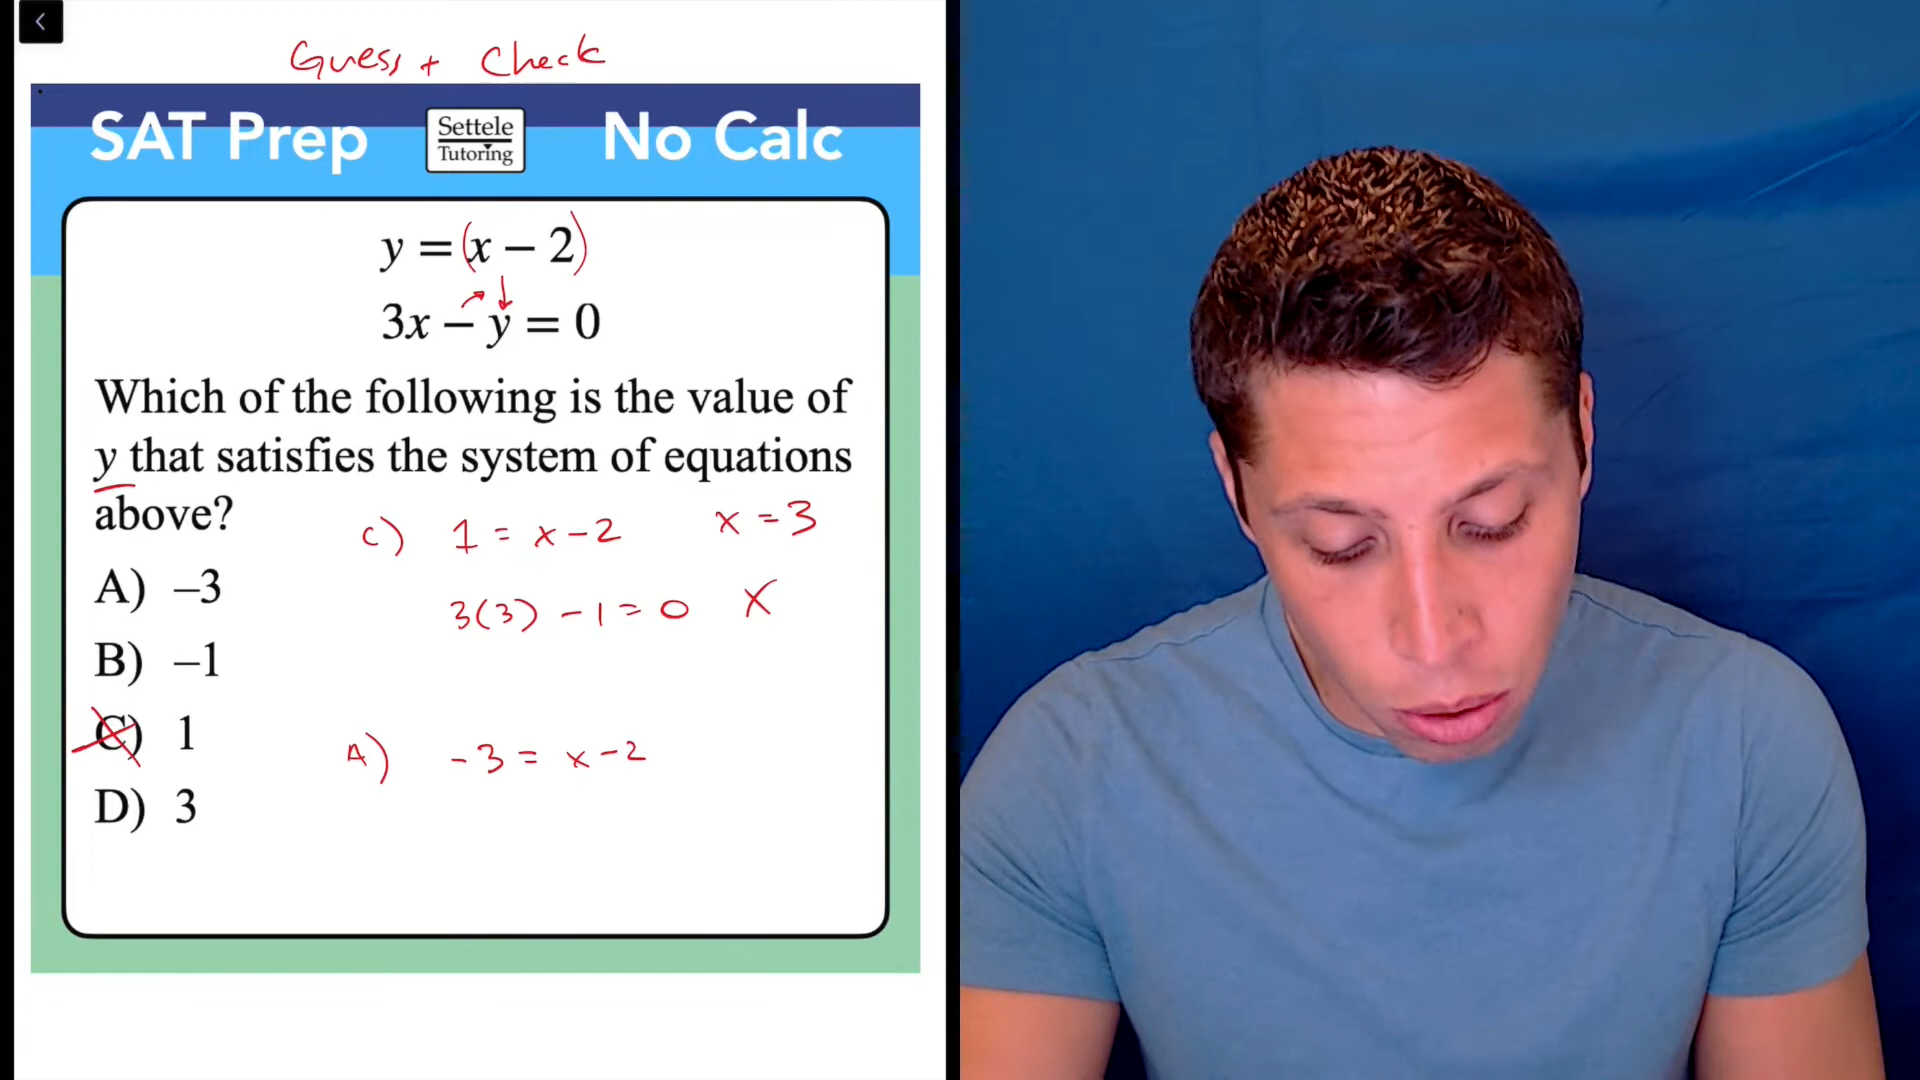 Guess + Check
SAT Prep
Settele
Tutoring
No Calc
y = (x – 2)
3x – y = 0
Which of the following is the value of
y that satisfies the system of equations
above?
C) 1 = x – 2 x = 3
A) –3
3(3) – 1 = 0 X
B) –1
C) 1
A) -3 = x – 2
D) 3